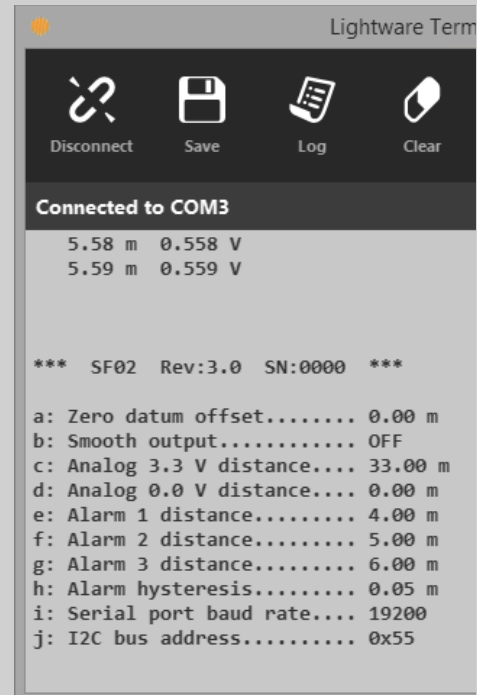 Lightware Term
Disconnect Save Log Clear
Connected to COM3
5.58 m 0.558 V
5.59 m 0.559 V
*** SF02 Rev:3.0 SN:0000 ***
a: Zero datum offset........ 0.00 m
b: Smooth output............ OFF
c: Analog 3.3 V distance.... 33.00 m
d: Analog 0.0 V distance.... 0.00 m
e: Alarm 1 distance......... 4.00 m
f: Alarm 2 distance......... 5.00 m
g: Alarm 3 distance......... 6.00 m
h: Alarm hysteresis......... 0.05 m
i: Serial port baud rate.... 19200
j: I2C bus address.......... 0x55